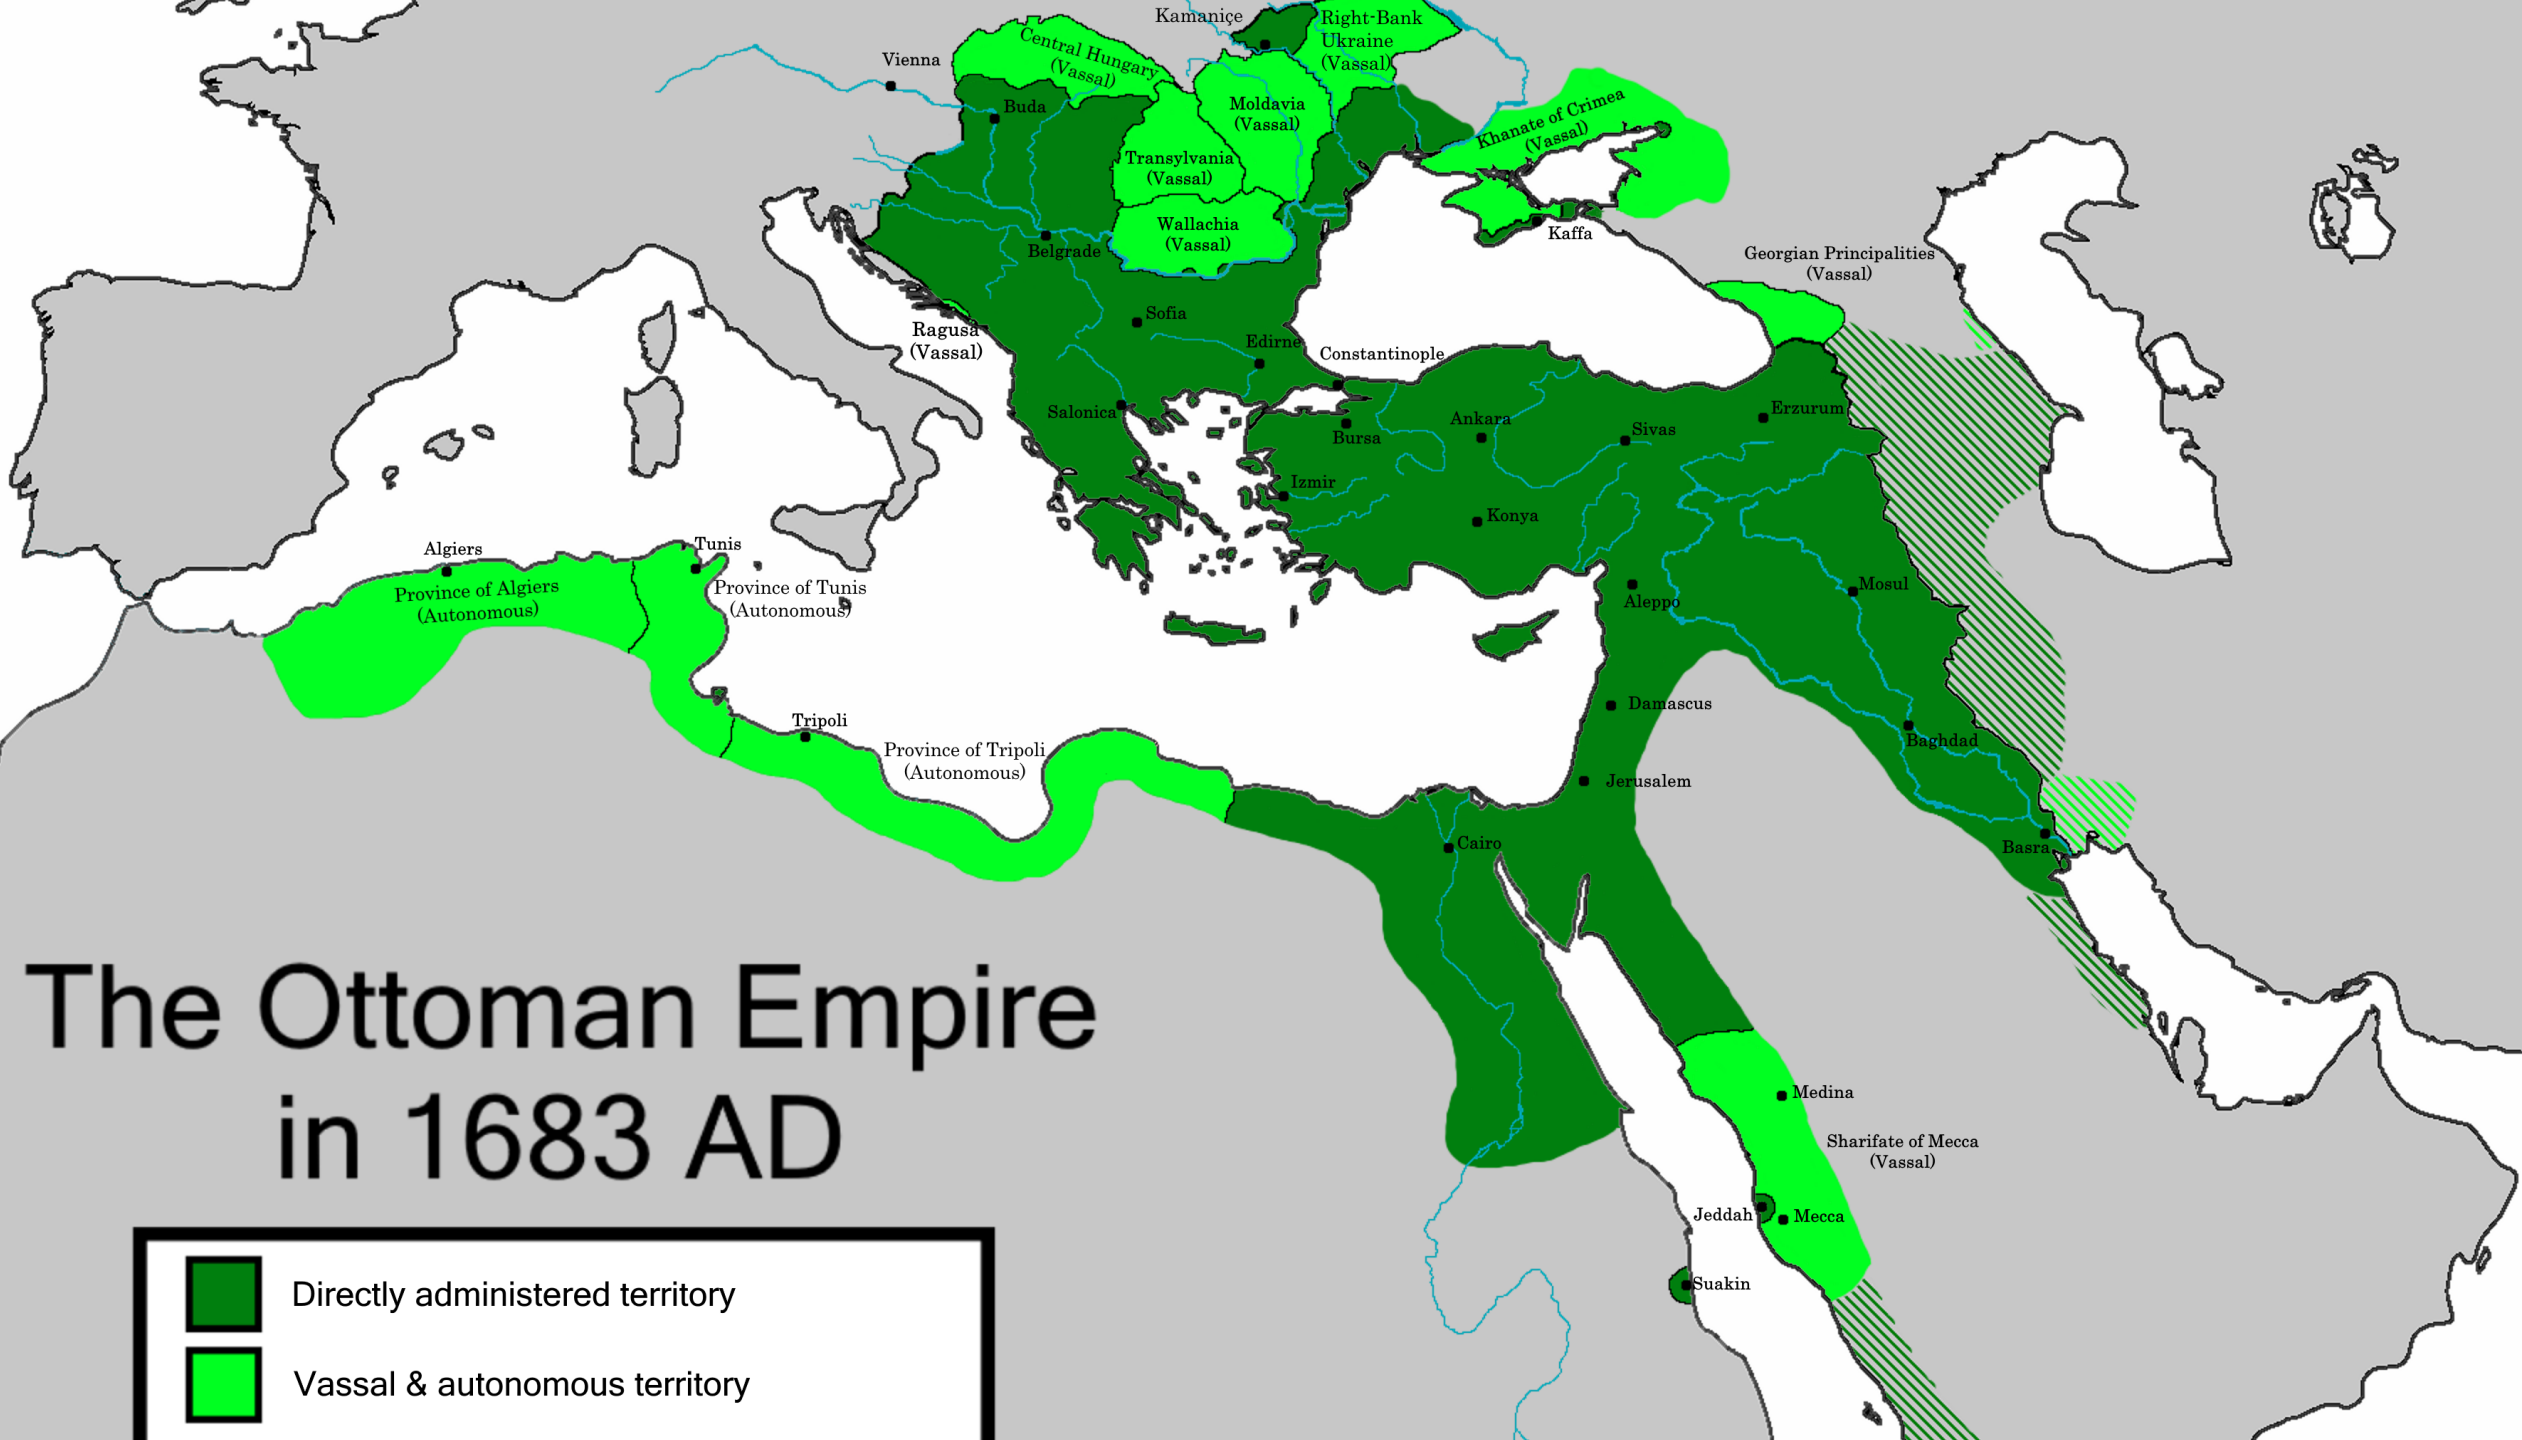 Kamaniçe
Right-Bank
Ukraine
(Vassal)
Central Hungary
(Vassal)
Vienna
Buda
Moldavia
(Vassal)
Khanate of Crimea
(Vassal)
Transylvania
(Vassal)
Wallachia
(Vassal)
Kaffa
Belgrade
Georgian Principalities
(Vassal)
Ragusa
(Vassal)
Sofia
Edirne
Constantinople
Salonica
Bursa
Ankara
Sivas
Erzurum
Izmir
Konya
Algiers
Tunis
Province of Algiers
(Autonomous)
Province of Tunis
(Autonomous)
Aleppo
Mosul
Damascus
Tripoli
Province of Tripoli
(Autonomous)
Baghdad
Jerusalem
Cairo
Basra
The Ottoman Empire
in 1683 AD
Medina
Sharifate of Mecca
(Vassal)
Jeddah
Mecca
Suakin
Directly administered territory
Vassal & autonomous territory